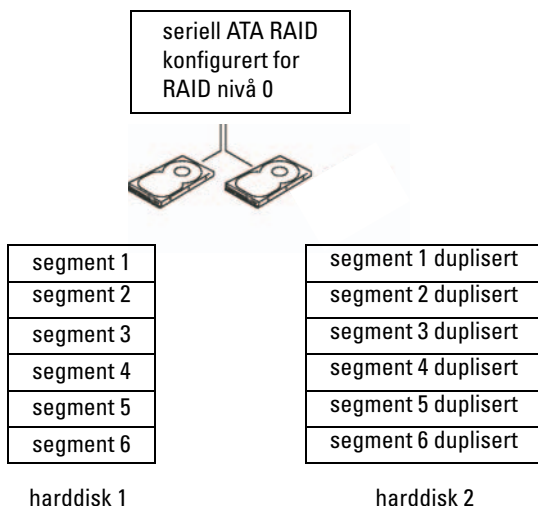 seriell ATA RAID
konfigurert for
RAID nivå 0
segment 1
segment 2
segment 3
segment 4
segment 5
segment 6
harddisk 1
segment 1 duplisert
segment 2 duplisert
segment 3 duplisert
segment 4 duplisert
segment 5 duplisert
segment 6 duplisert
harddisk 2